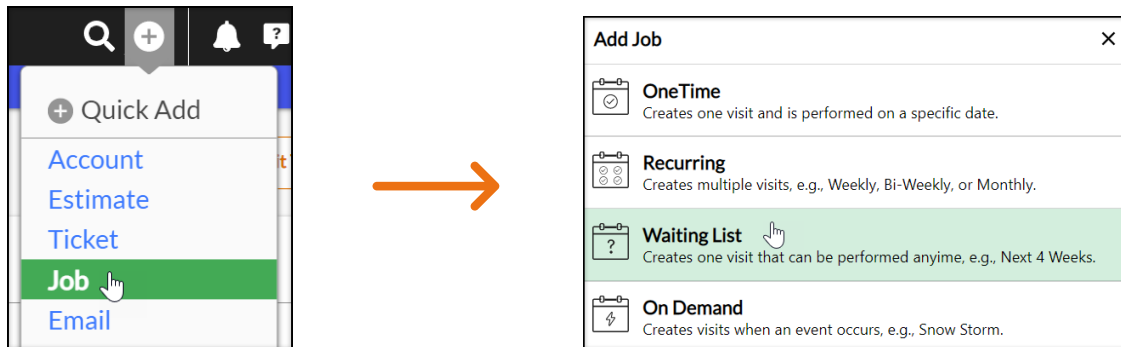 Quick Add
Account
Estimate
Ticket
Job
Email
Add Job
OneTime
Creates one visit and is performed on a specific date.
Recurring
Creates multiple visits, e.g., Weekly, Bi-Weekly, or Monthly.
Waiting List
Creates one visit that can be performed anyime, e.g., Next 4 Weeks.
On Demand
Creates visits when an event occurs, e.g., Snow Storm.